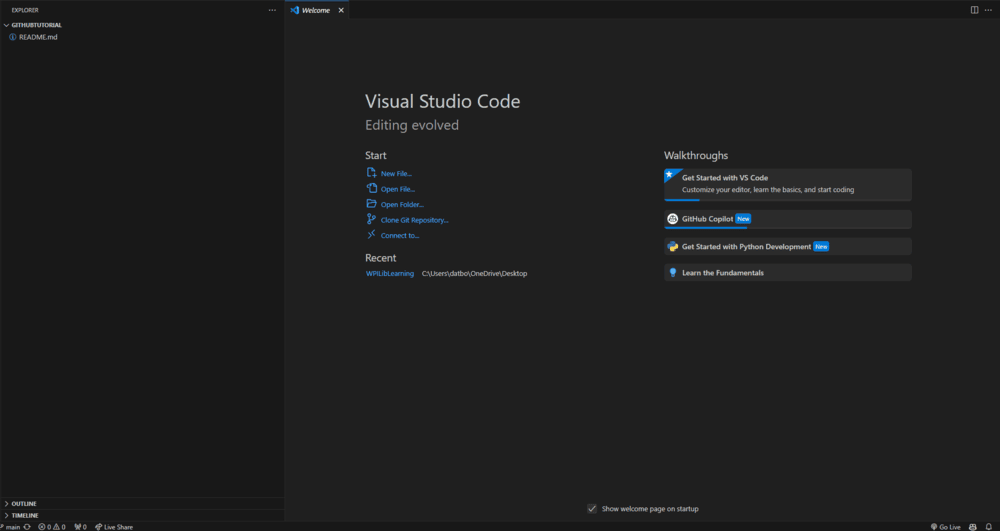 EXPLORER
GITHUBTUTORIAL
README.md
OUTLINE
TIMELINE
Welcome
Visual Studio Code
Editing evolved
Start
New File...
Open File...
Open Folder...
Clone Git Repository...
Connect to...
Recent
WPILibLearning C:\Users\datbo\OneDrive\Desktop
Walkthroughs
Get Started with VS Code
Customize your editor, learn the basics, and start coding
GitHub Copilot New
Get Started with Python Development New
Learn the Fundamentals
Show welcome page on startup
main 0 0 0 Live Share Go Live